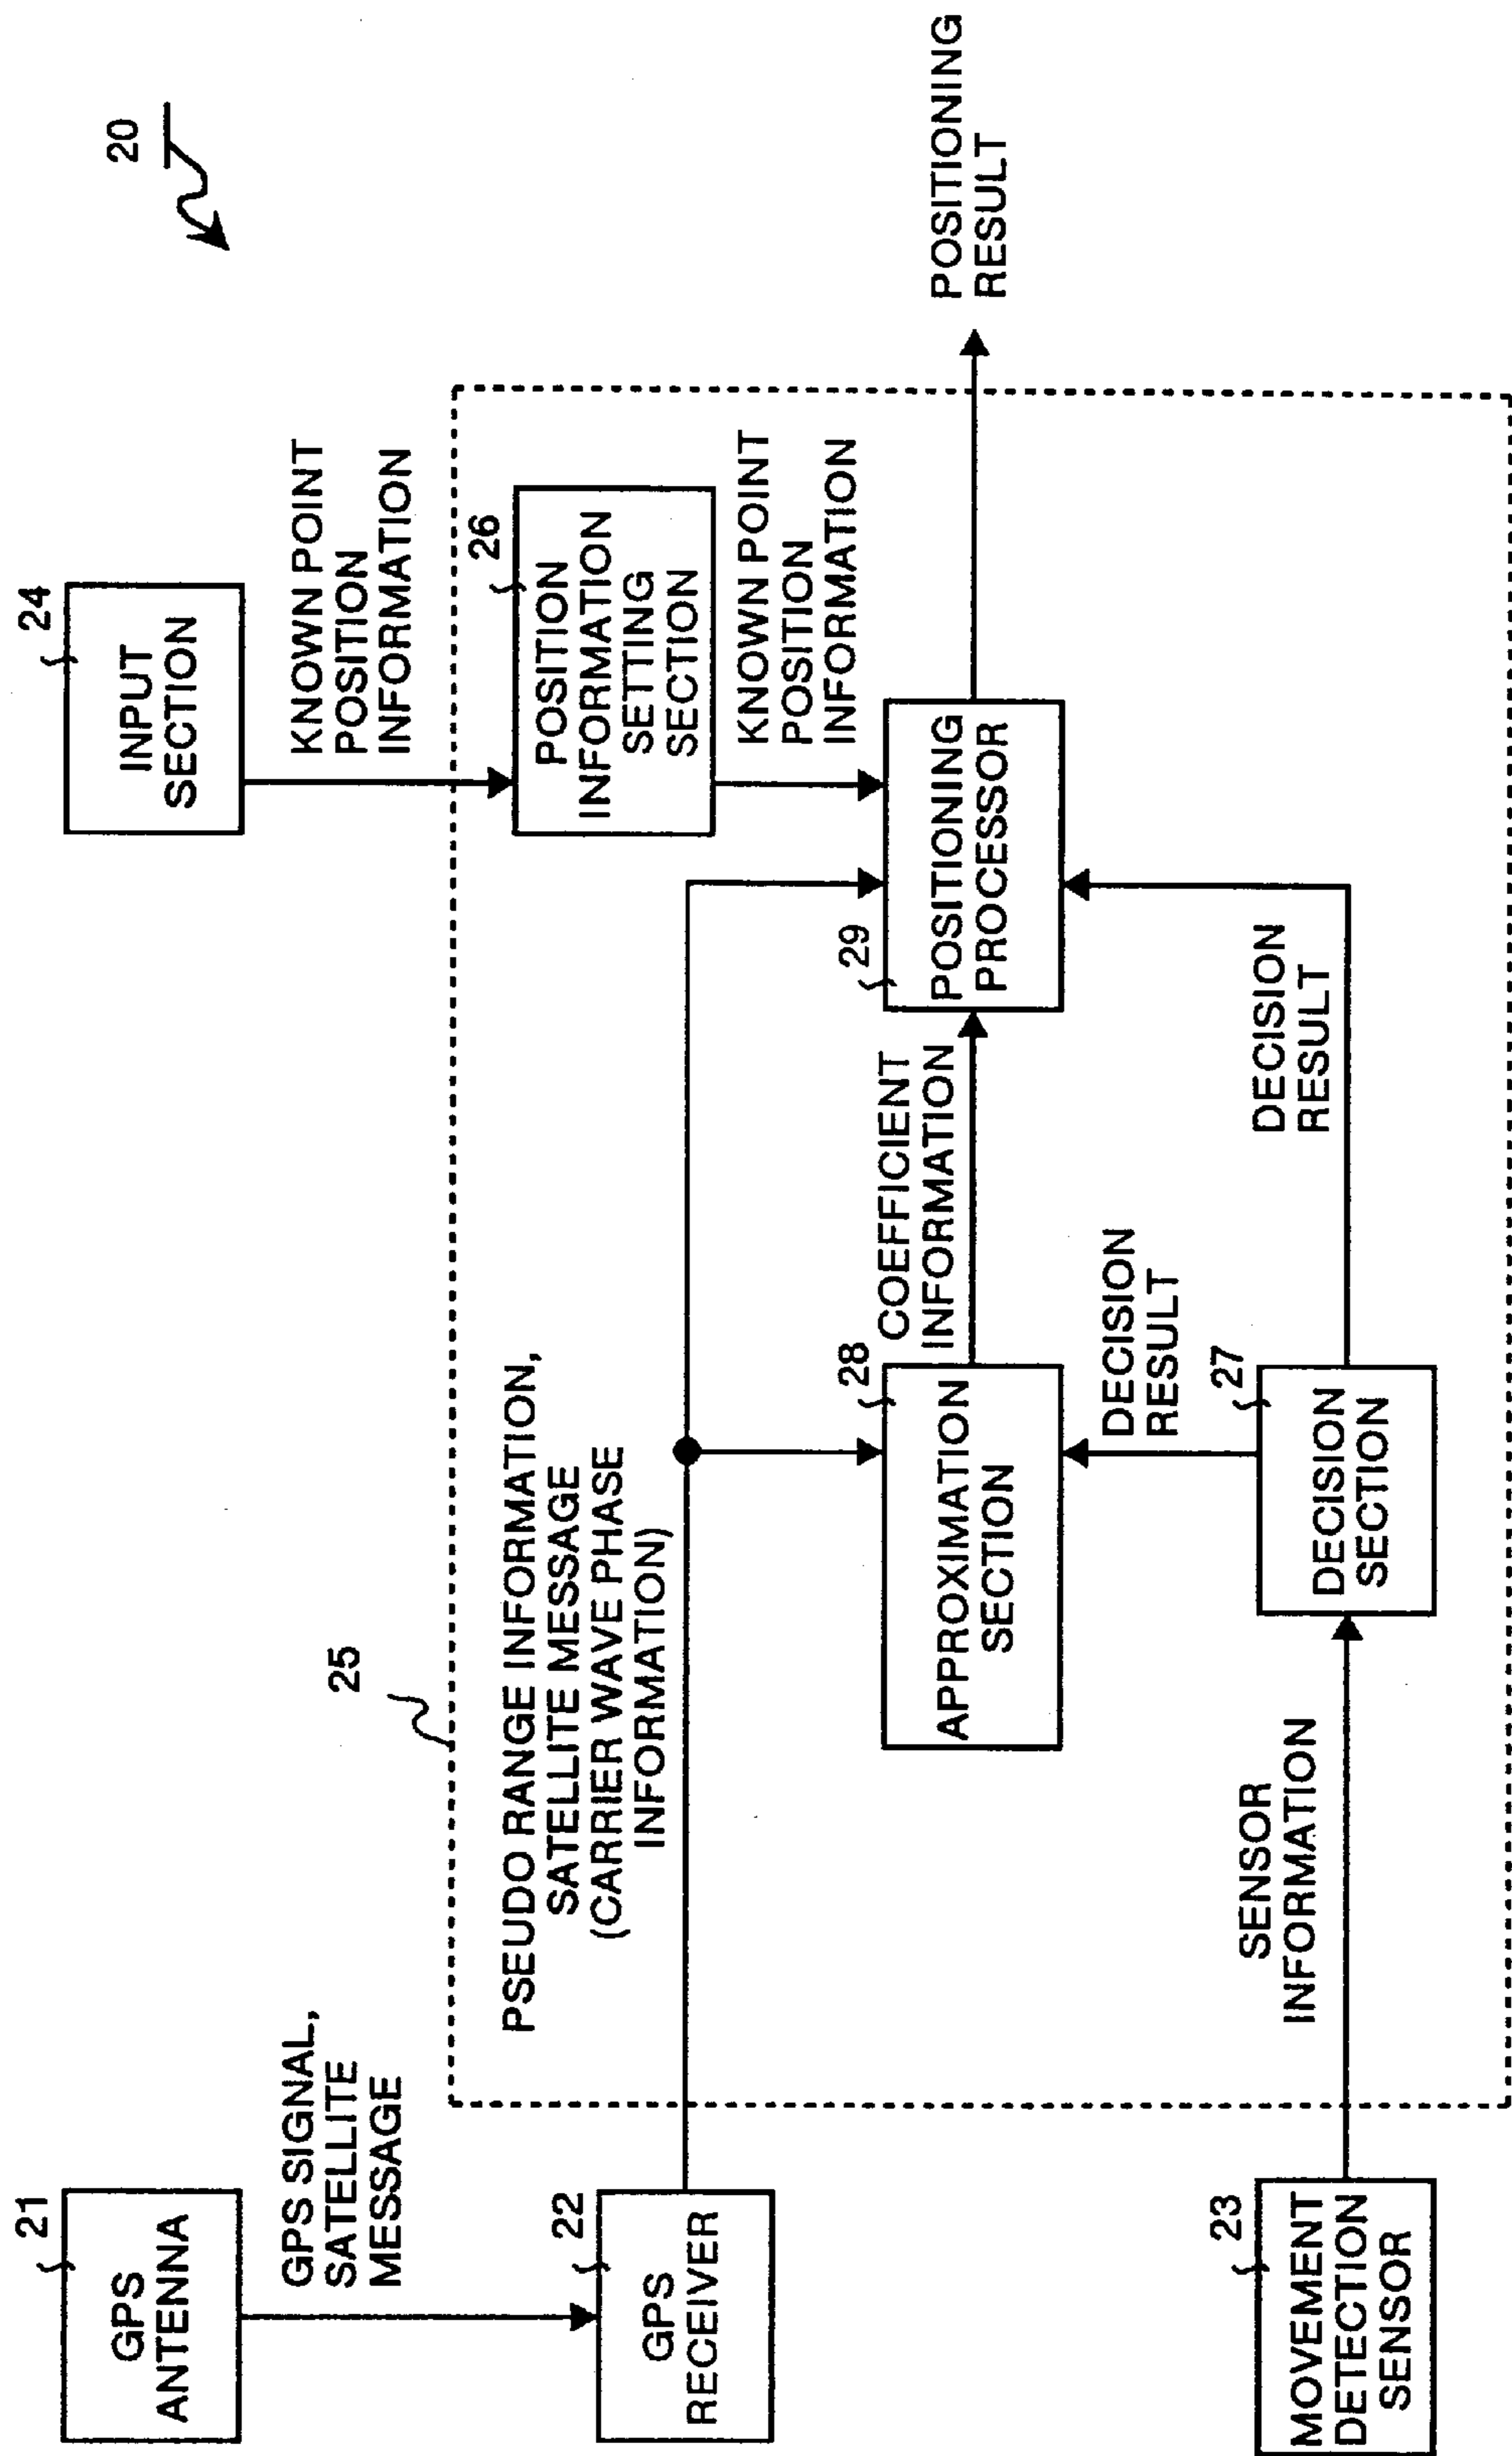 20
21
GPS
ANTENNA
GPS SIGNAL,
SATELLITE
MESSAGE
22
GPS
RECEIVER
23
MOVEMENT
DETECTION
SENSOR
24
INPUT
SECTION
KNOWN POINT
POSITION
INFORMATION
25
PSEUDO RANGE INFORMATION,
SATELLITE MESSAGE
(CARRIER WAVE PHASE
INFORMATION)
26
POSITION
INFORMATION
SETTING
SECTION
KNOWN POINT
POSITION
INFORMATION
28
APPROXIMATION
SECTION
COEFFICIENT
INFORMATION
29
POSITIONING
PROCESSOR
POSITIONING
RESULT
SENSOR
INFORMATION
27
DECISION
SECTION
DECISION
RESULT
DECISION
RESULT